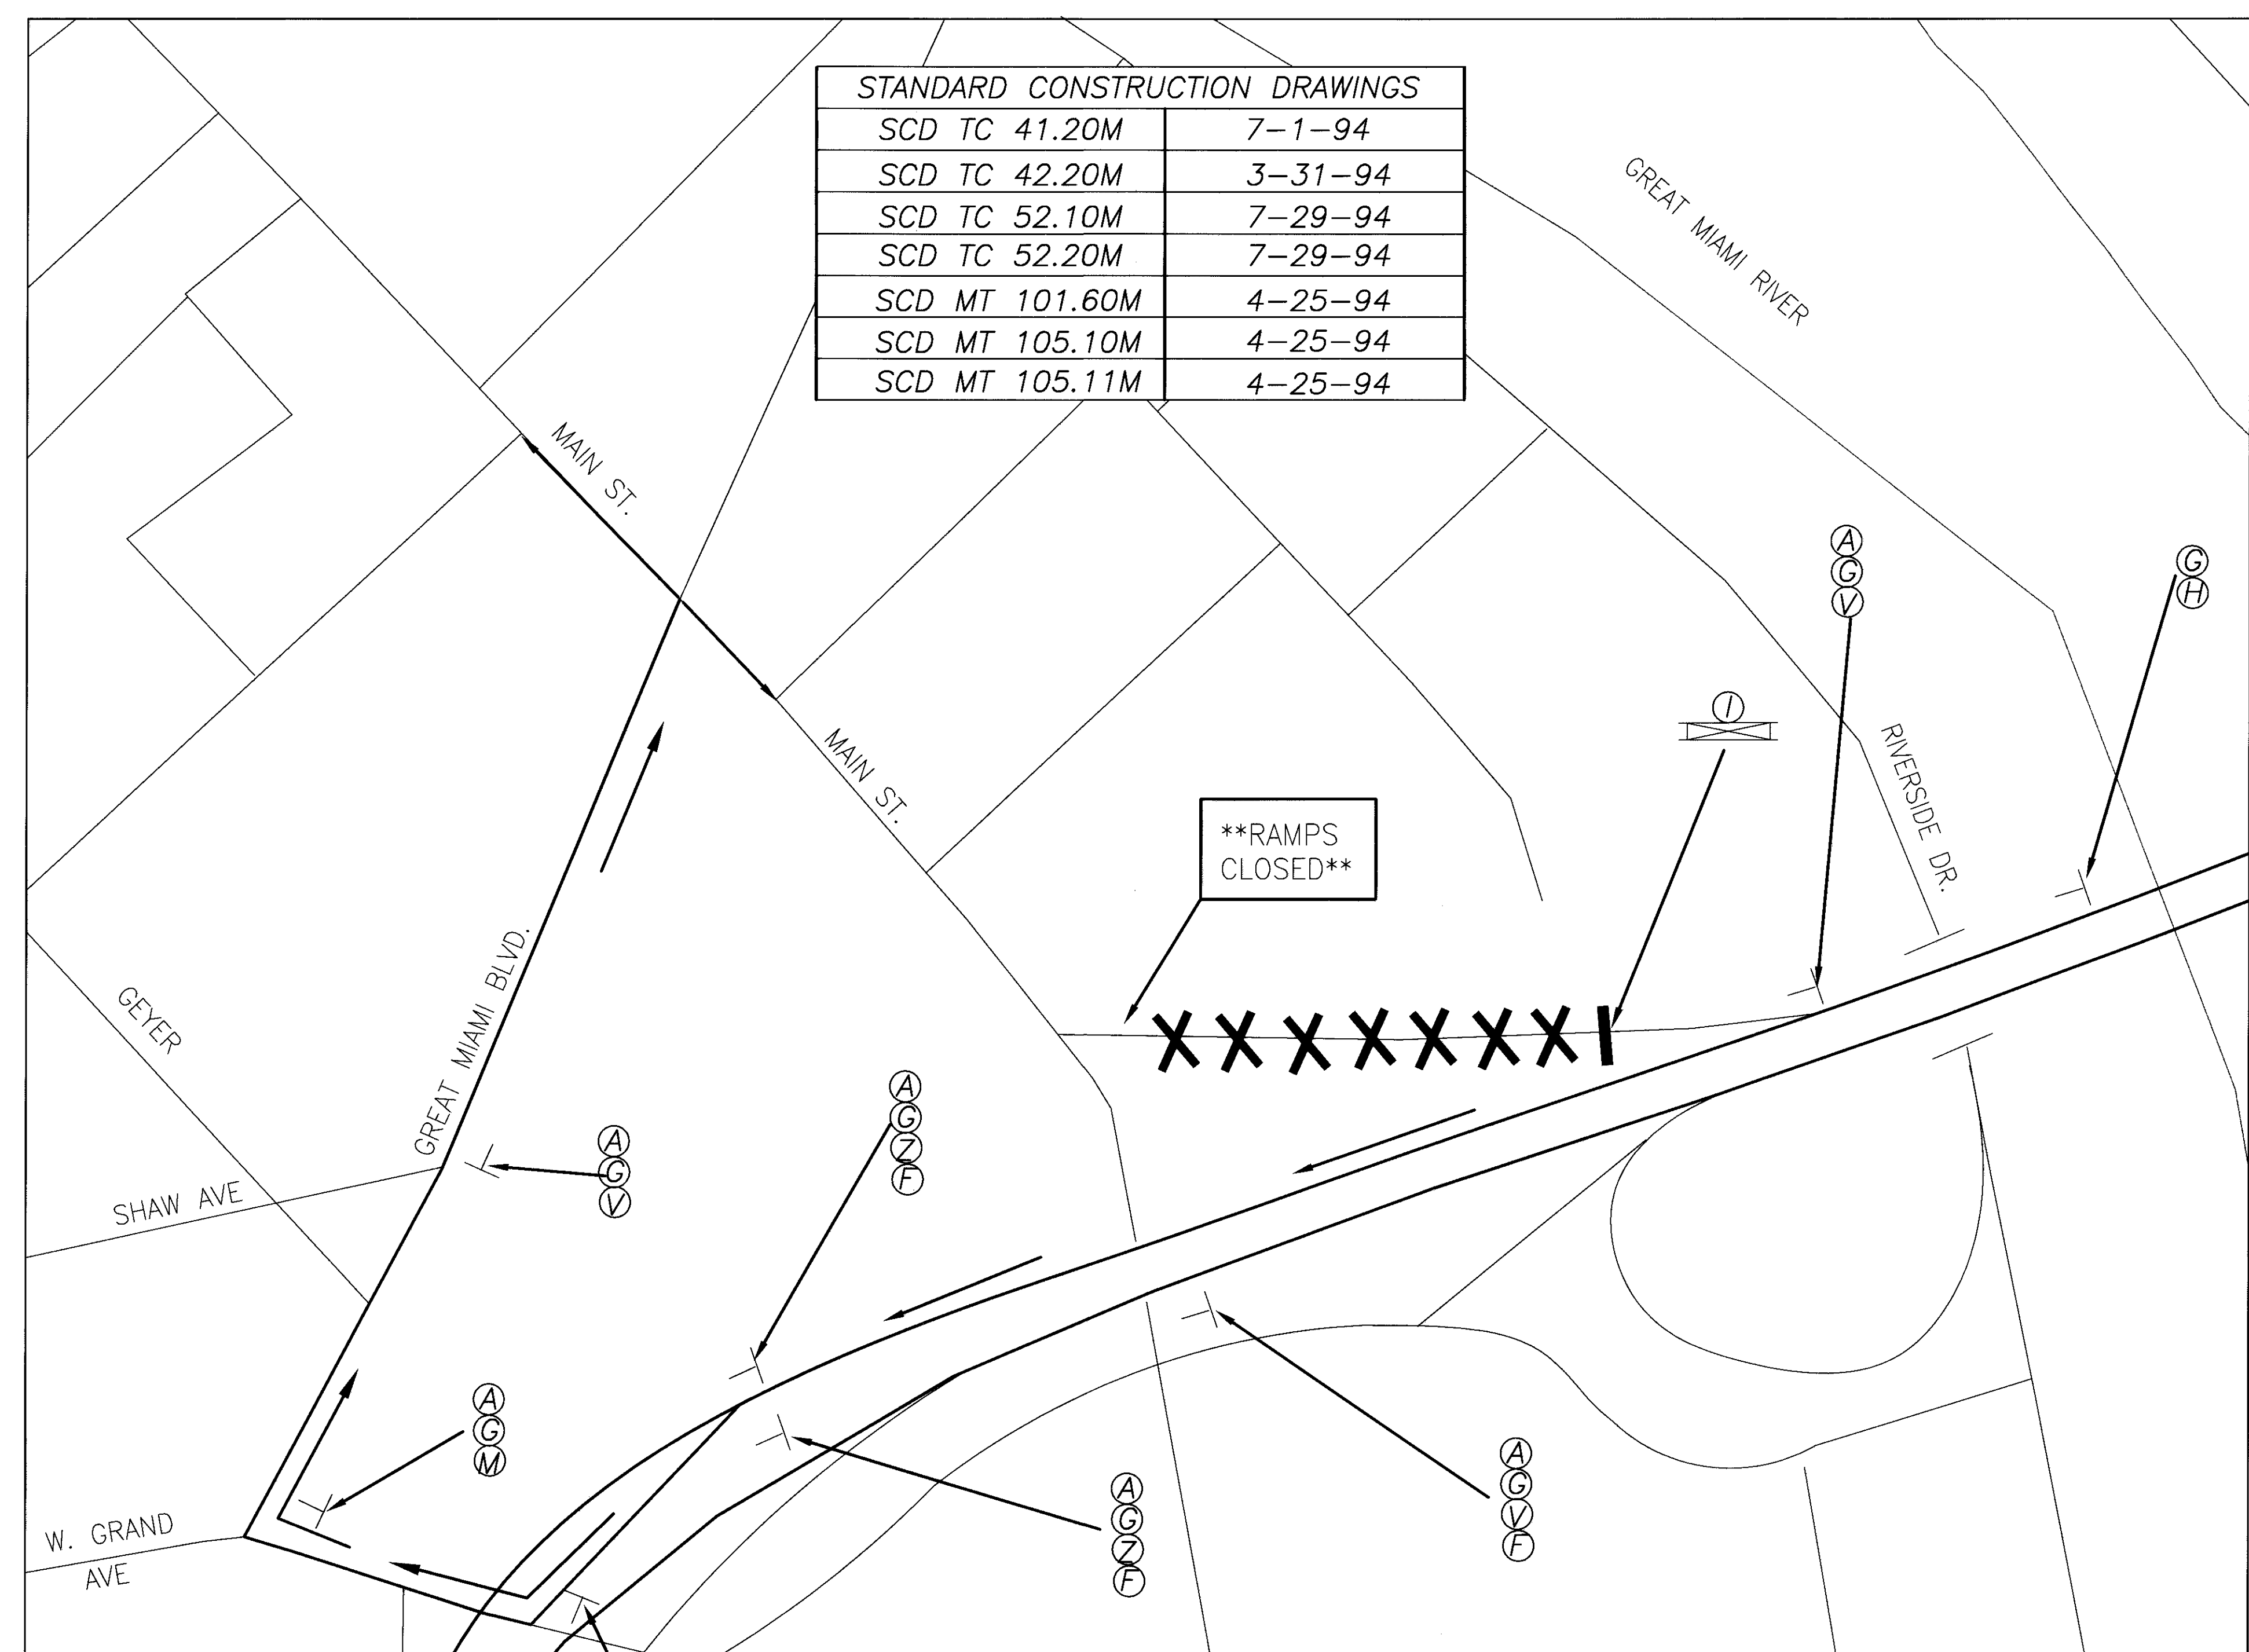 STANDARD CONSTRUCTION DRAWINGS
SCD TC 41.20M 7-1-94
SCD TC 42.20M 3-31-94
SCD TC 52.10M 7-29-94
SCD TC 52.20M 7-29-94
SCD MT 101.60M 4-25-94
SCD MT 105.10M 4-25-94
SCD MT 105.11M 4-25-94
GREAT MIAMI RIVER
MAIN ST.
A
G
V
G
H
I
MAIN ST.
RIVERSIDE DR.
**RAMPS
CLOSED**
GREAT MIAMI BLVD.
GEYER
A
G
Z
F
A
G
V
SHAW AVE
A
G
M
A
G
Z
F
A
G
V
F
W. GRAND
AVE